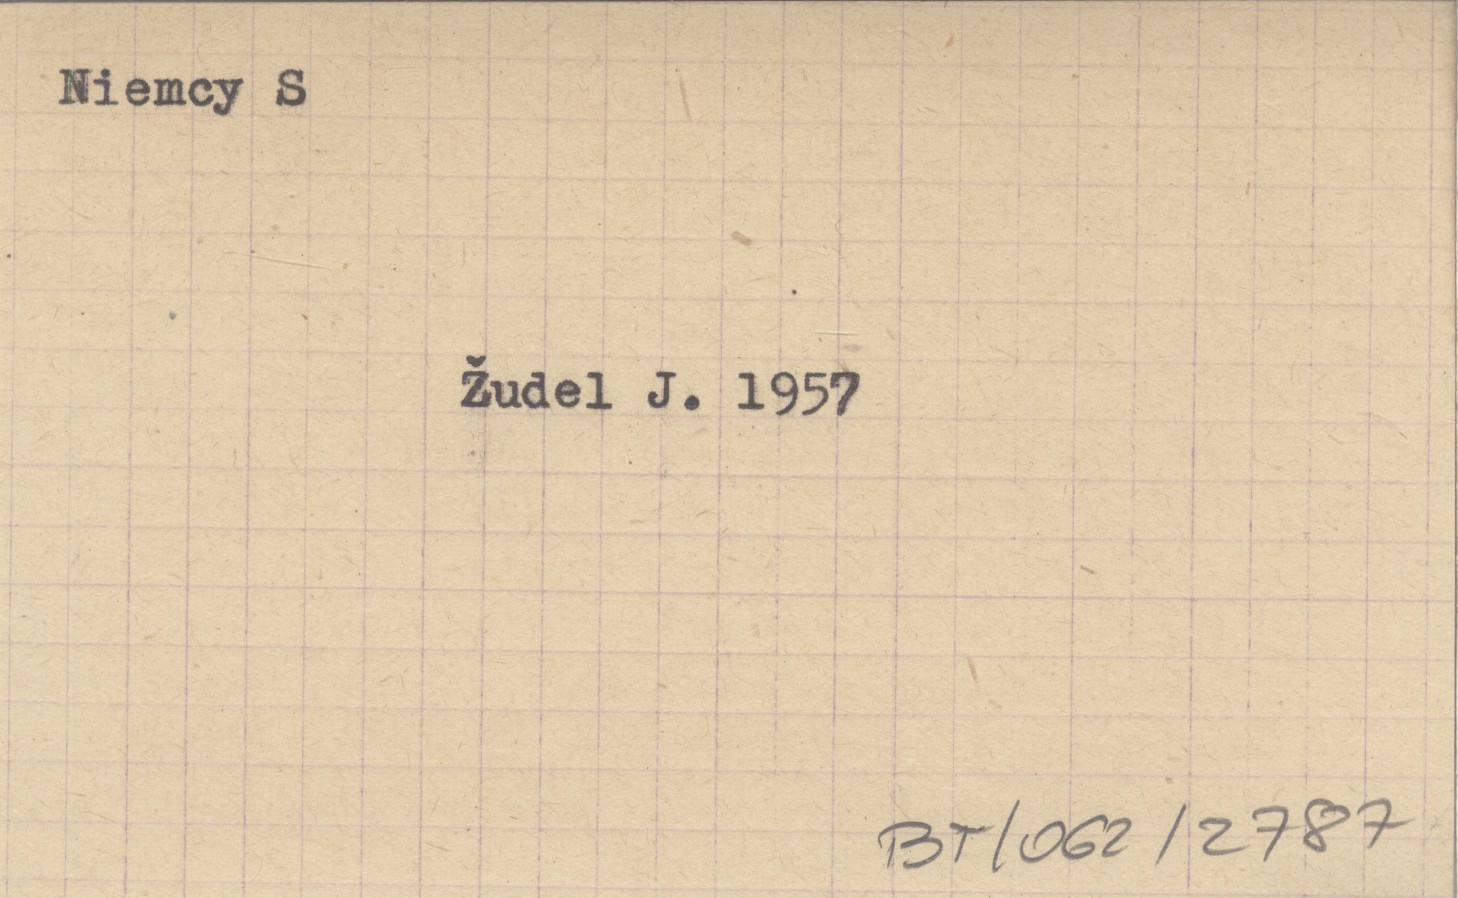 Niemcy S
Žudel J. 1957
BT/062/2787